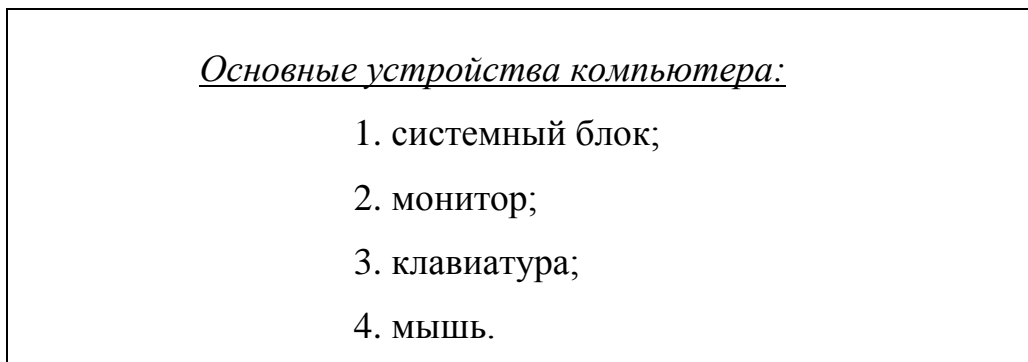 Основные устройства компьютера:
1. системный блок;
2. монитор;
3. клавиатура;
4. мышь.